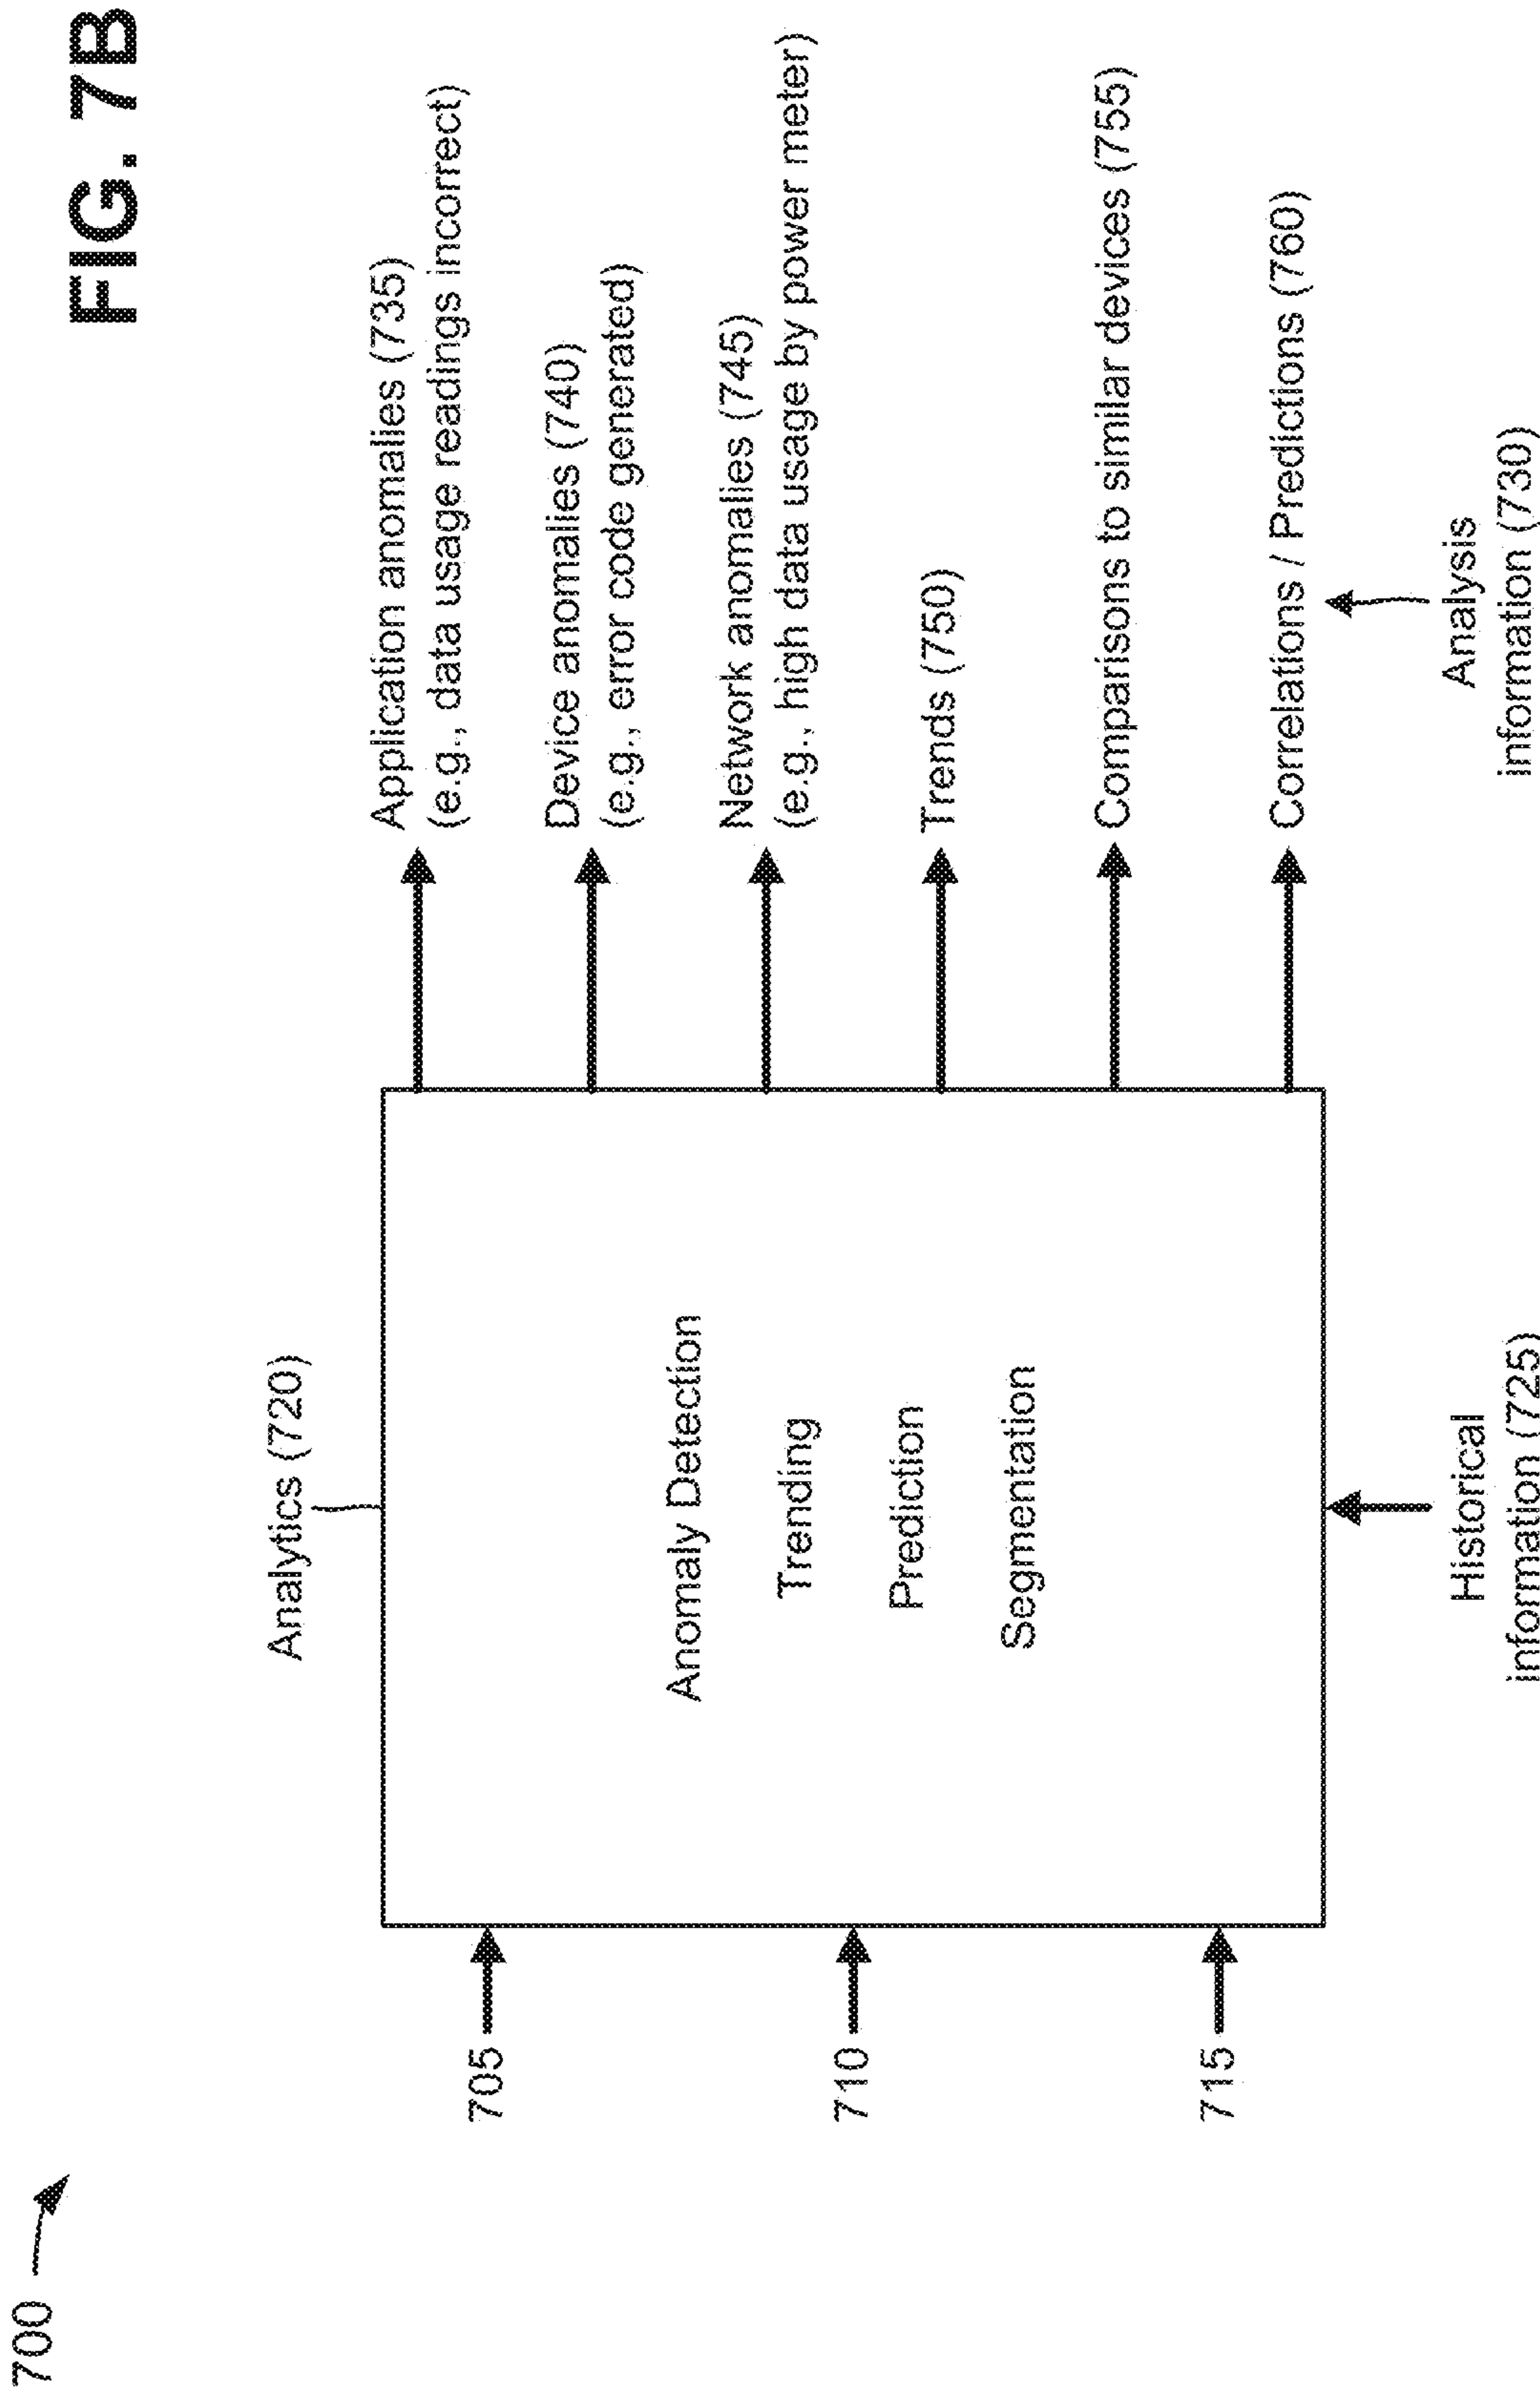 FIG. 7B
700
Analytics (720)
705
710
715
Anomaly Detection
Trending
Prediction
Segmentation
Application anomalies (735)
(e.g., data usage readings incorrect)
Device anomalies (740)
(e.g., error code generated)
Network anomalies (745)
(e.g., high data usage by power meter)
Trends (750)
Comparisons to similar devices (755)
Correlations / Predictions (760)
Historical
information (725)
Analysis
information (730)